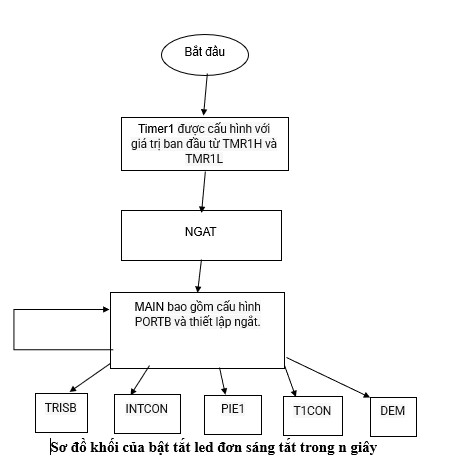 Bắt đâu
Timer1 được cấu hình với
giá trị ban đầu từ TMR1H và
TMR1L
NGAT
MAIN bao gồm cấu hình
PORTB và thiết lập ngắt.
TRISB
INTCON
PIE1
T1CON
DEM
Sơ đồ khối của bật tắt led đơn sáng tắt trong n giây